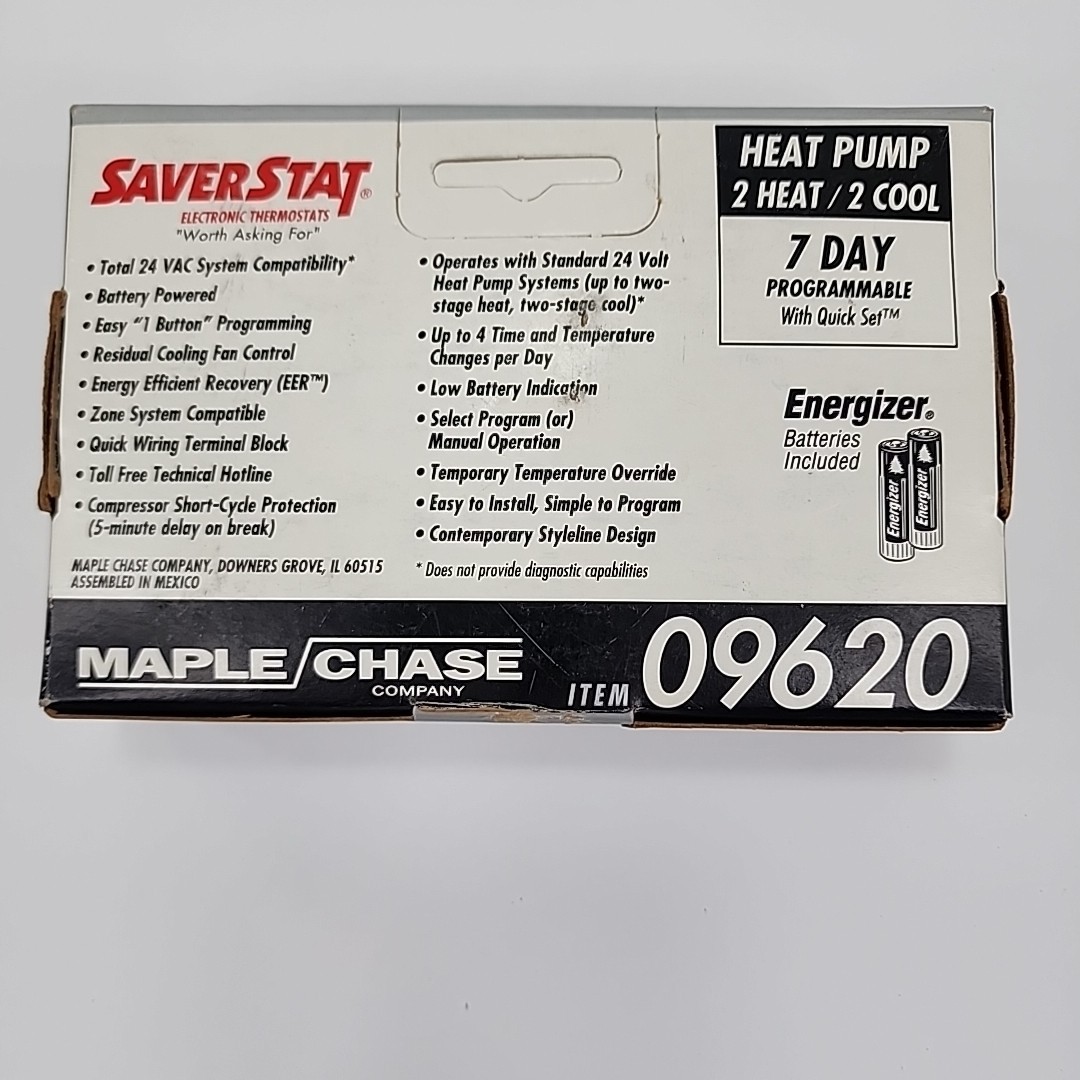 SAVERSTAT®
ELECTRONIC THERMOSTATS
"Worth Asking For"
• Total 24 VAC System Compatibility*
• Battery Powered
• Easy "1 Button" Programming
• Residual Cooling Fan Control
• Energy Efficient Recovery (EER™)
• Zone System Compatible
• Quick Wiring Terminal Block
• Toll Free Technical Hotline
• Compressor Short-Cycle Protection
(5-minute delay on break)
MAPLE CHASE COMPANY, DOWNERS GROVE, IL 60515
ASSEMBLED IN MEXICO
• Operates with Standard 24 Volt
Heat Pump Systems (up to two-
stage heat, two-stage cool)*
• Up to 4 Time and Temperature
Changes per Day
• Low Battery Indication
• Select Program (or)
Manual Operation
• Temporary Temperature Override
• Easy to Install, Simple to Program
• Contemporary Styleline Design
* Does not provide diagnostic capabilities
HEAT PUMP
2 HEAT / 2 COOL
7 DAY
PROGRAMMABLE
With Quick Set™
Energizer®
Batteries
Included
Energizer
Energizer
MAPLE/CHASE
COMPANY
ITEM 09620